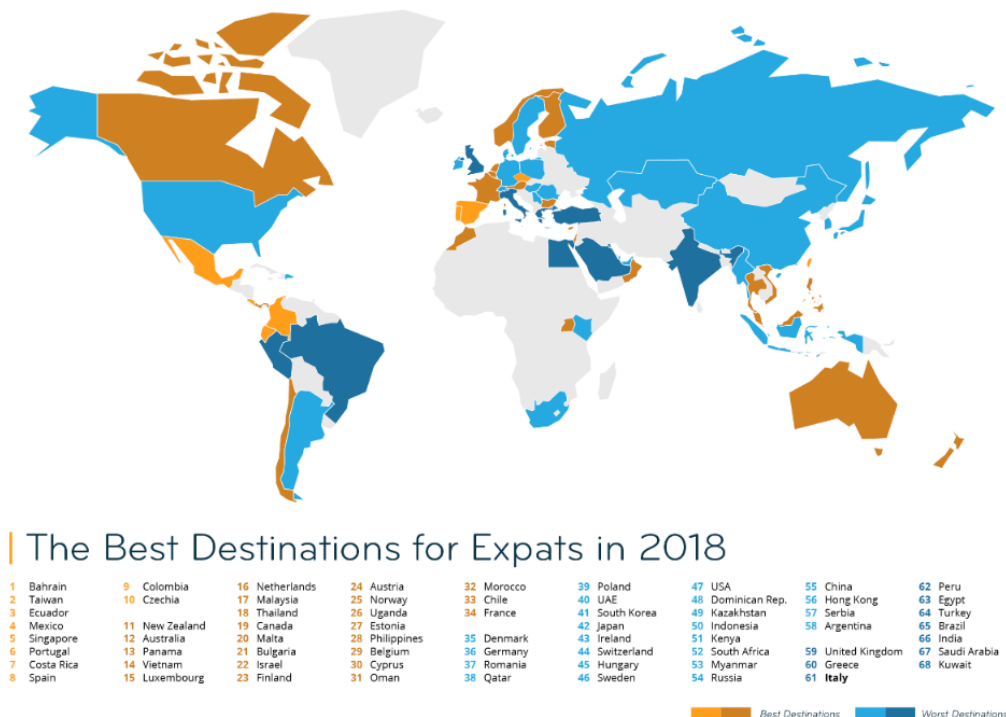 The Best Destinations for Expats in 2018
1 Bahrain
2 Taiwan
3 Ecuador
4 Mexico
5 Singapore
6 Portugal
7 Costa Rica
8 Spain
9 Colombia
10 Czechia
11 New Zealand
12 Australia
13 Panama
14 Vietnam
15 Luxembourg
16 Netherlands
17 Malaysia
18 Thailand
19 Canada
20 Malta
21 Bulgaria
22 Israel
23 Finland
24 Austria
25 Norway
26 Uganda
27 Estonia
28 Philippines
29 Belgium
30 Cyprus
31 Oman
32 Morocco
33 Chile
34 France
35 Denmark
36 Germany
37 Romania
38 Qatar
39 Poland
40 UAE
41 South Korea
42 Japan
43 Ireland
44 Switzerland
45 Hungary
46 Sweden
47 USA
48 Dominican Rep.
49 Kazakhstan
50 Indonesia
51 Kenya
52 South Africa
53 Myanmar
54 Russia
55 China
56 Hong Kong
57 Serbia
58 Argentina
59 United Kingdom
60 Greece
61 Italy
62 Peru
63 Egypt
64 Turkey
65 Brazil
66 India
67 Saudi Arabia
68 Kuwait
Best Destinations
Worst Destinations